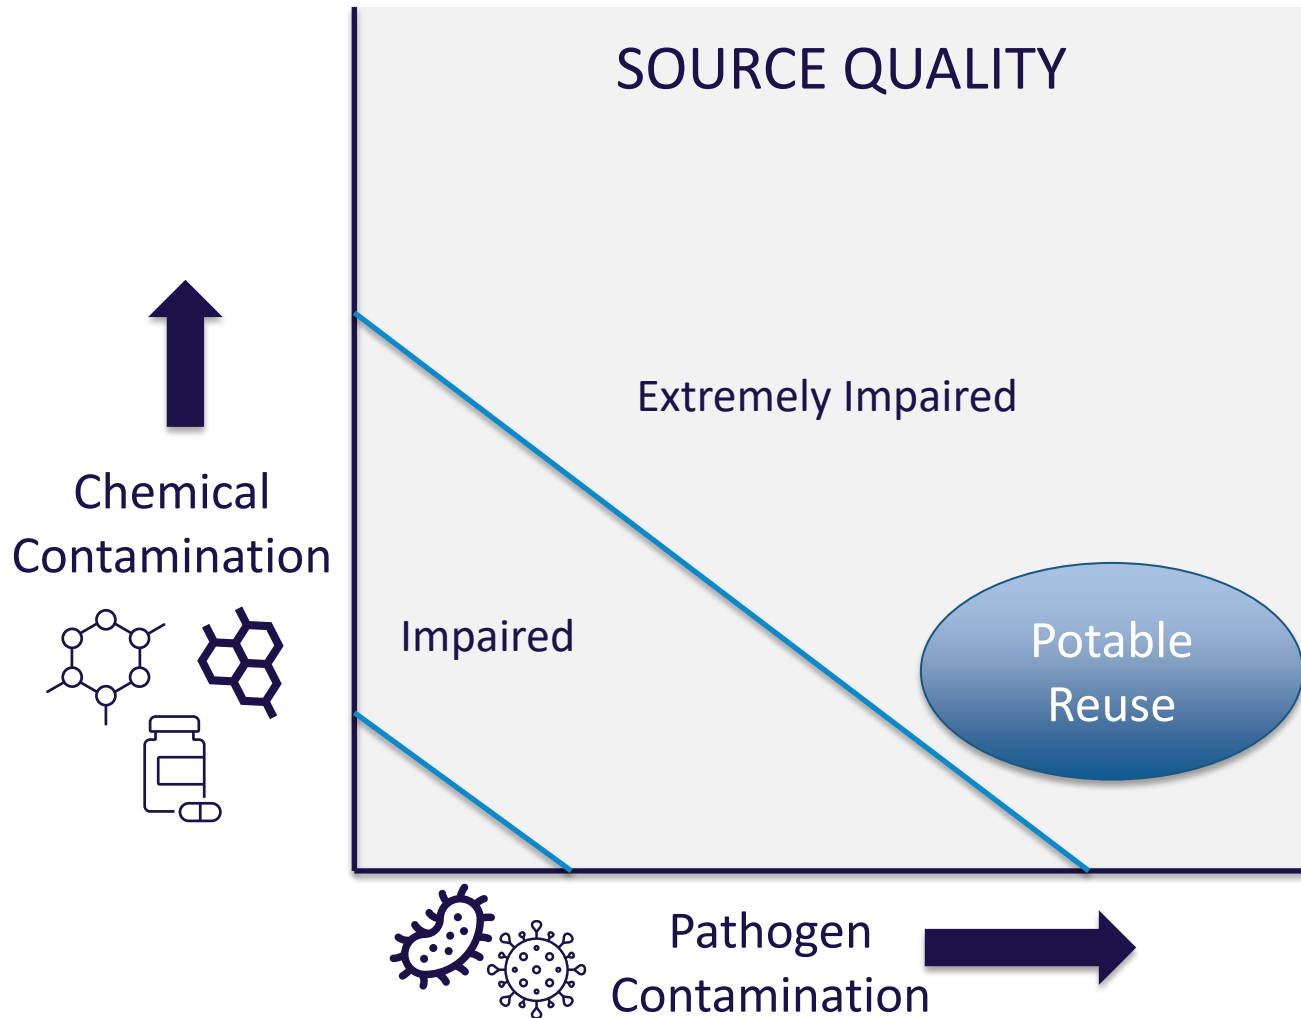 SOURCE QUALITY
Extremely Impaired
Chemical
Contamination
Impaired
Potable
Reuse
Pathogen
Contamination